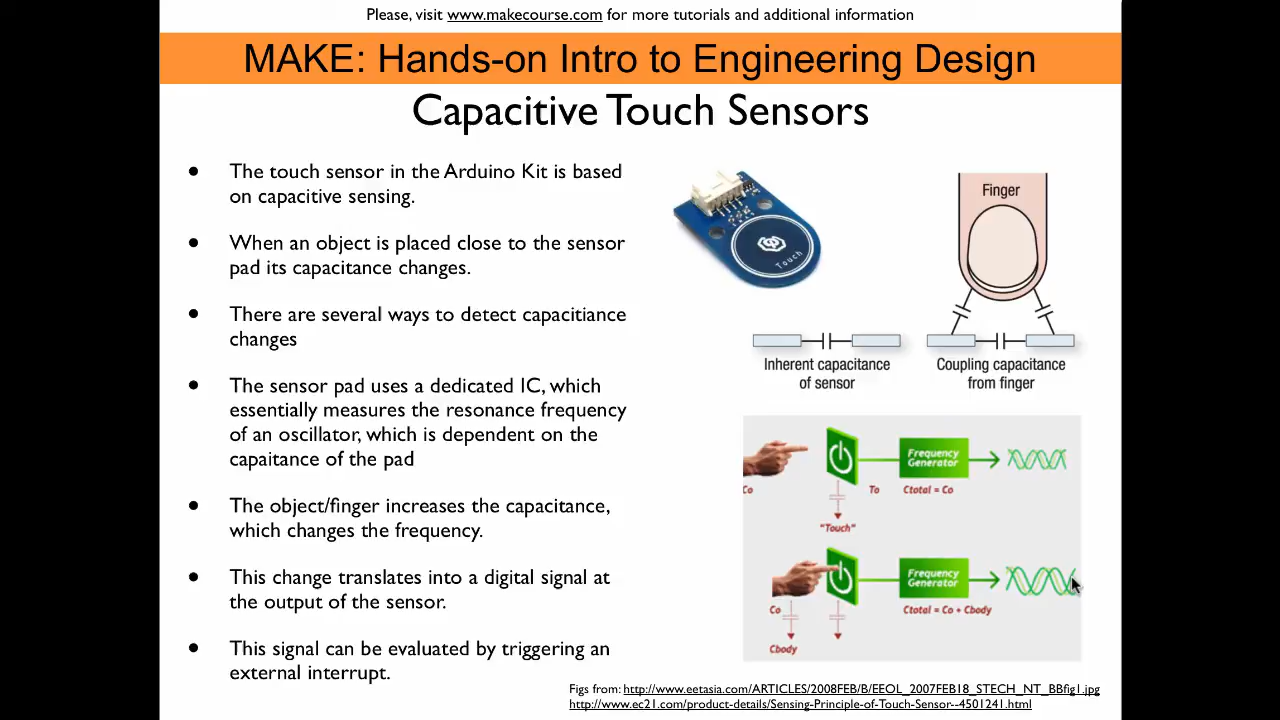 Please, visit www.makecourse.com for more tutorials and additional information
MAKE: Hands-on Intro to Engineering Design
Capacitive Touch Sensors
• The touch sensor in the Arduino Kit is based
on capacitive sensing.
• When an object is placed close to the sensor
pad its capacitance changes.
• There are several ways to detect capacitiance
changes
• The sensor pad uses a dedicated IC, which
essentially measures the resonance frequency
of an oscillator, which is dependent on the
capaitance of the pad
• The object/finger increases the capacitance,
which changes the frequency.
• This change translates into a digital signal at
the output of the sensor.
• This signal can be evaluated by triggering an
external interrupt.
Touch
Finger
Inherent capacitance
of sensor
Coupling capacitance
from finger
Frequency
Generator
Co
To
Ctotal = Co
"Touch"
Frequency
Generator
Co
Ctotal = Co + Cbody
Cbody
Figs from: http://www.eetasia.com/ARTICLES/2008FEB/B/EEOL_2007FEB18_STECH_NT_BBfig1.jpg
http://www.ec21.com/product-details/Sensing-Principle-of-Touch-Sensor--4501241.html